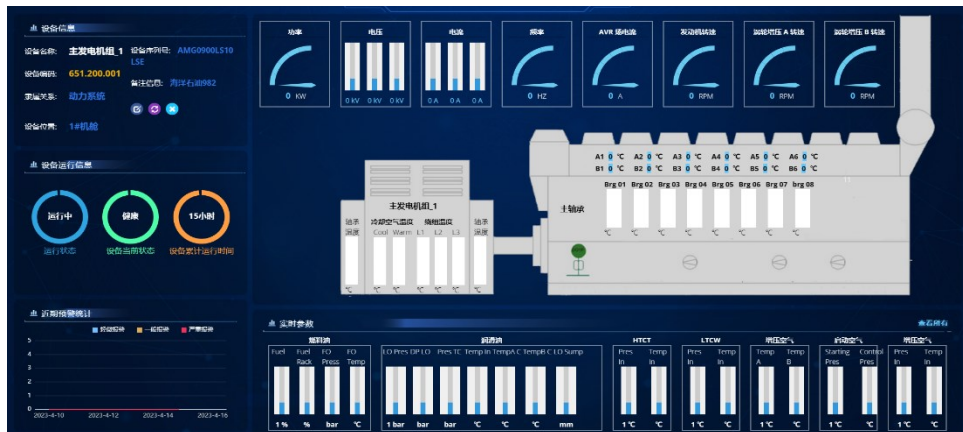 设备信息
设备名称: 主发电机组_1 设备序列号: AMG0900LS10
LSE
设备编码: 651.200.001
备注信息: 海洋石油982
隶属关系: 动力系统
设备位置: 1#机舱
功率
0 KW
电压
0 kV 0 kV 0 kV
电流
0 A 0 A 0 A
频率
0 HZ
AVR 场电流
0 A
发动机转速
0 RPM
涡轮增压 A 转速
0 RPM
涡轮增压 B 转速
0 RPM
设备运行信息
运行中
运行状态
健康
设备当前状态
15小时
设备累计运行时间
A1 0 ℃ A2 0 ℃ A3 0 ℃ A4 0 ℃ A5 0 ℃ A6 0 ℃
B1 0 ℃ B2 0 ℃ B3 0 ℃ B4 0 ℃ B5 0 ℃ B6 0 ℃
Brg 01 Brg 02 Brg 03 Brg 04 Brg 05 Brg 06 Brg 07 brg 08
主轴承
℃ ℃ ℃ ℃ ℃ ℃ ℃ ℃
主发电机组_1
轴承
温度
冷却空气温度 绕组温度
Cool Warm L1 L2 L3
轴承
温度
℃ ℃ ℃ ℃ ℃ ℃ ℃
近期预警统计
轻微报警 一般报警 严重报警
5
4
3
2
1
0
2023-4-10 2023-4-12 2023-4-14 2023-4-16
实时参数 查看所有
燃料油
Fuel Fuel Rack FO Press FO Temp
1 % % bar ℃
润滑油
LO Pres DP LO Pres TC Temp In TempA C TempB C LO Sump
1 bar bar bar ℃ ℃ ℃ mm
HTCT
Pres In Temp In
1 ℃ ℃
LTCW
Pres In Temp In
1 ℃ ℃
增压空气
Temp A Temp B
1 ℃ ℃
启动空气
Starting Pres Control Pres
1 ℃ ℃
增压空气
Pres In Temp In
1 ℃ ℃